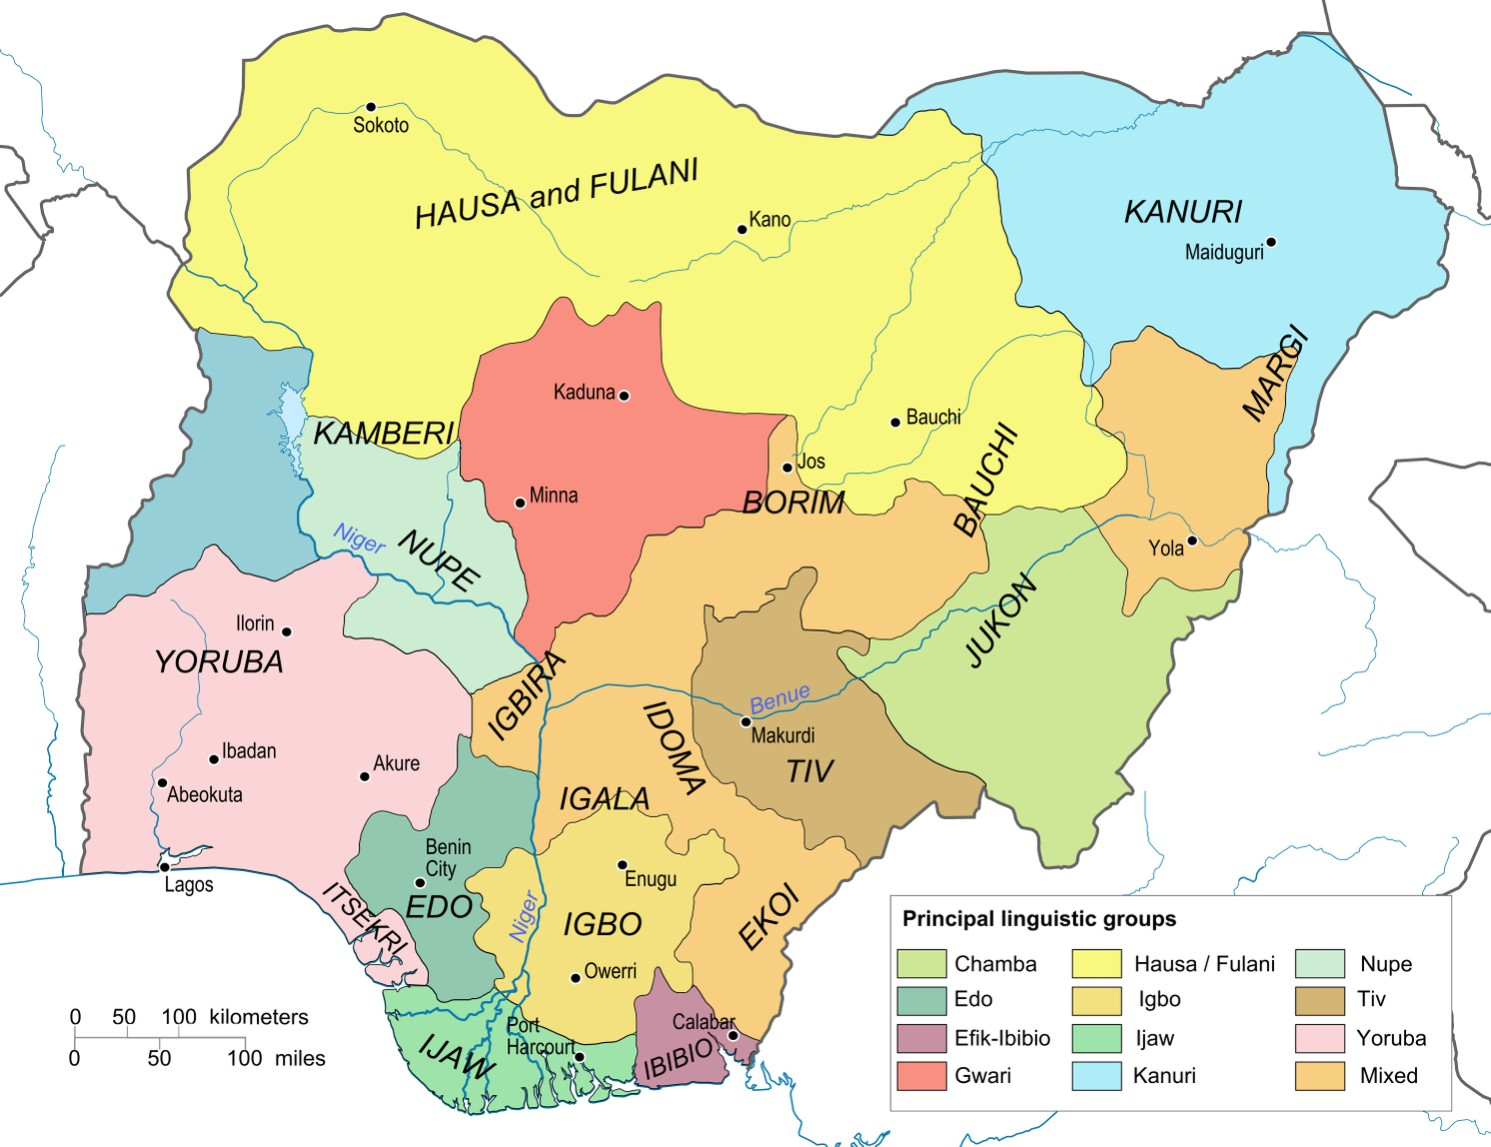 Sokoto
HAUSA and FULANI
Kano
KANURI
Maiduguri
Kaduna
MARGI
KAMBERI
Bauchi
BAUCHI
Jos
Minna
BORIM
Niger
NUPE
Yola
Ilorin
YORUBA
JUKON
IGBIRA
IDOMA
Benue
Makurdi
TIV
Ibadan
Akure
Abeokuta
IGALA
Benin
City
Lagos
Enugu
ITSEKRI
EDO
Niger
IGBO
EKOI
Owerri
Port
Harcourt
Calabar
IJAW
IBIBIO
0 50 100 kilometers
0 50 100 miles
Principal linguistic groups
Chamba Hausa / Fulani Nupe
Edo Igbo Tiv
Efik-Ibibio Ijaw Yoruba
Gwari Kanuri Mixed